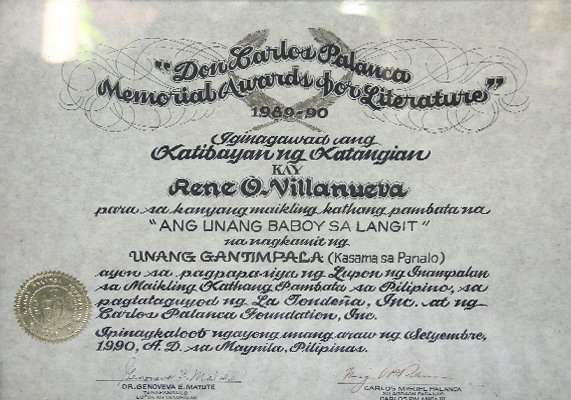 "Don Carlos Palanca
Memorial Awards for Literature"
1989-90
Iginagawad ang
Katibayan ng Katangian
KAY
Rene O. Villanueva
para sa kanyang maikling kathang pambata na
"ANG UNANG BABOY SA LANGIT"
na nagkamit ng
UNANG GANTIMPALA (Kasama sa Panalo)
ayon sa pagpapasiya ng Lupon ng Inampalan
sa Maikling Kathang Pambata sa Pilipino, sa
pagtataguyod ng La Tondeña, Inc. at ng
Carlos Palanca Foundation, Inc.
Ipinagkaloob ngayong unang araw ng Setyembre,
1990, A.D. sa Maynila, Pilipinas.
DR. GENOVEVA E. MATUTE
CARLOS MIGUEL PALANCA